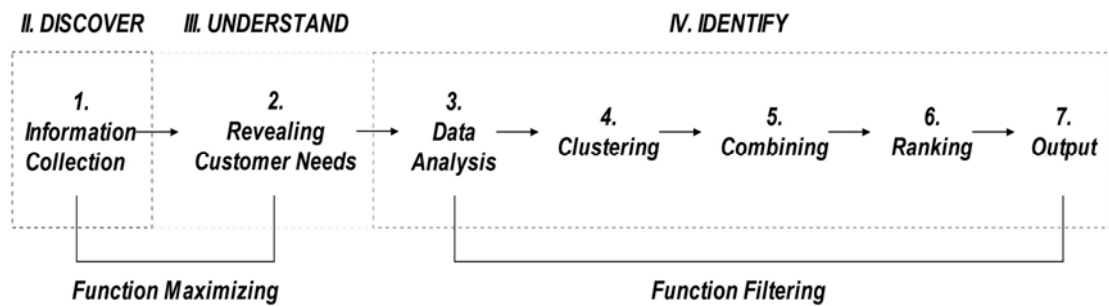 II. DISCOVER
III. UNDERSTAND
IV. IDENTIFY
1.
Information
Collection
2.
Revealing
Customer Needs
3.
Data
Analysis
4.
Clustering
5.
Combining
6.
Ranking
7.
Output
Function Maximizing
Function Filtering